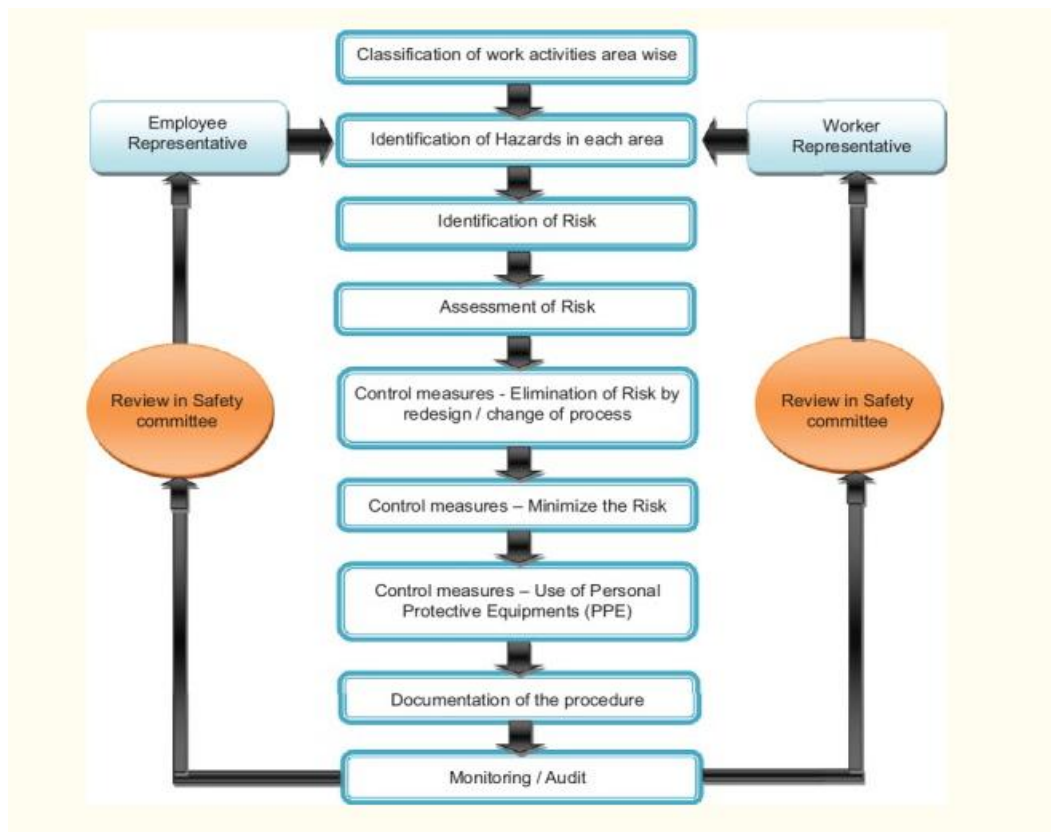 Classification of work activities area wise
Employee
Representative
Identification of Hazards in each area
Worker
Representative
Identification of Risk
Assessment of Risk
Review in Safety
committee
Control measures - Elimination of Risk by
redesign / change of process
Review in Safety
committee
Control measures – Minimize the Risk
Control measures – Use of Personal
Protective Equipments (PPE)
Documentation of the procedure
Monitoring / Audit